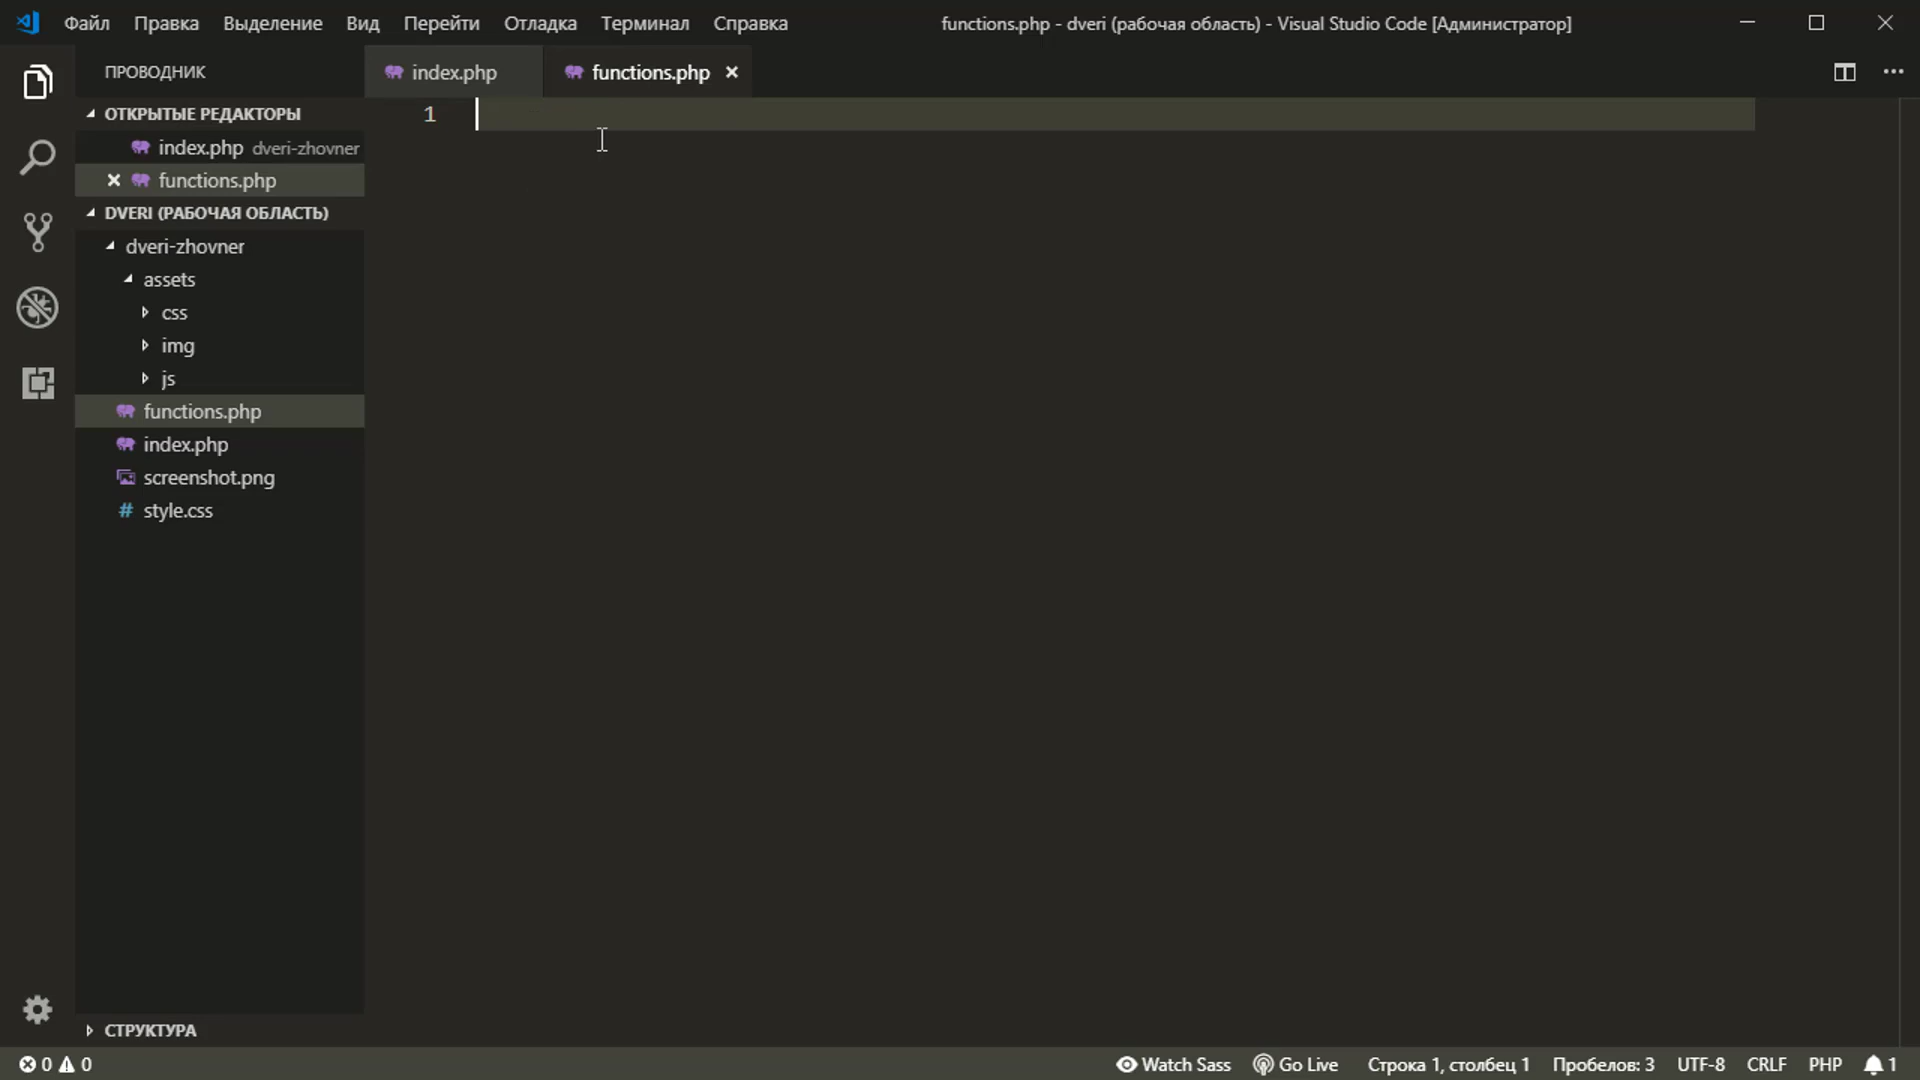 Файл Правка Выделение Вид Перейти Отладка Терминал Справка functions.php - dveri (рабочая область) - Visual Studio Code [Администратор]
ПРОВОДНИК
index.php functions.php
ОТКРЫТЫЕ РЕДАКТОРЫ
index.php dveri-zhovner
functions.php
DVERI (РАБОЧАЯ ОБЛАСТЬ)
dveri-zhovner
assets
css
img
js
functions.php
index.php
screenshot.png
# style.css
1
СТРУКТУРА
0 0 Watch Sass Go Live Строка 1, столбец 1 Пробелов: 3 UTF-8 CRLF PHP 1